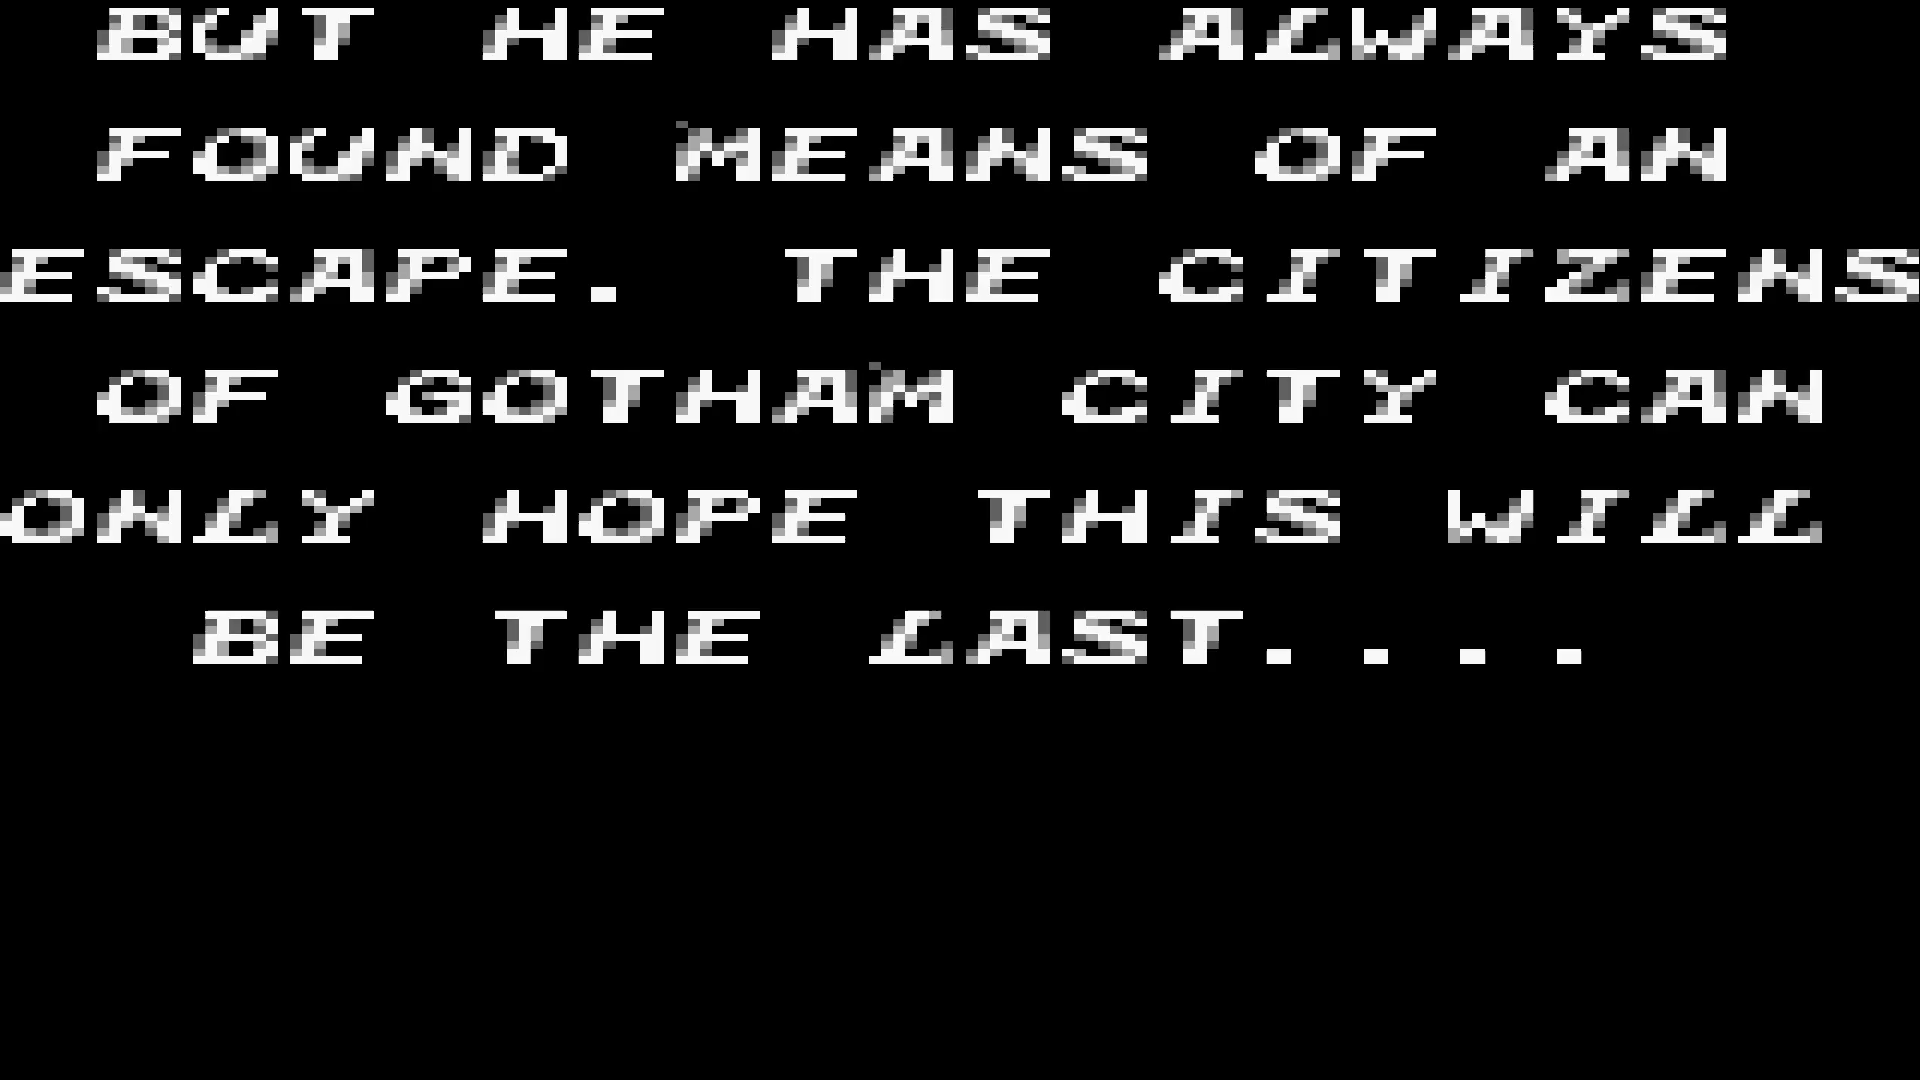 BUT HE HAS ALWAYS
FOUND MEANS OF AN
ESCAPE. THE CITIZENS
OF GOTHAM CITY CAN
ONLY HOPE THIS WILL
BE THE LAST....